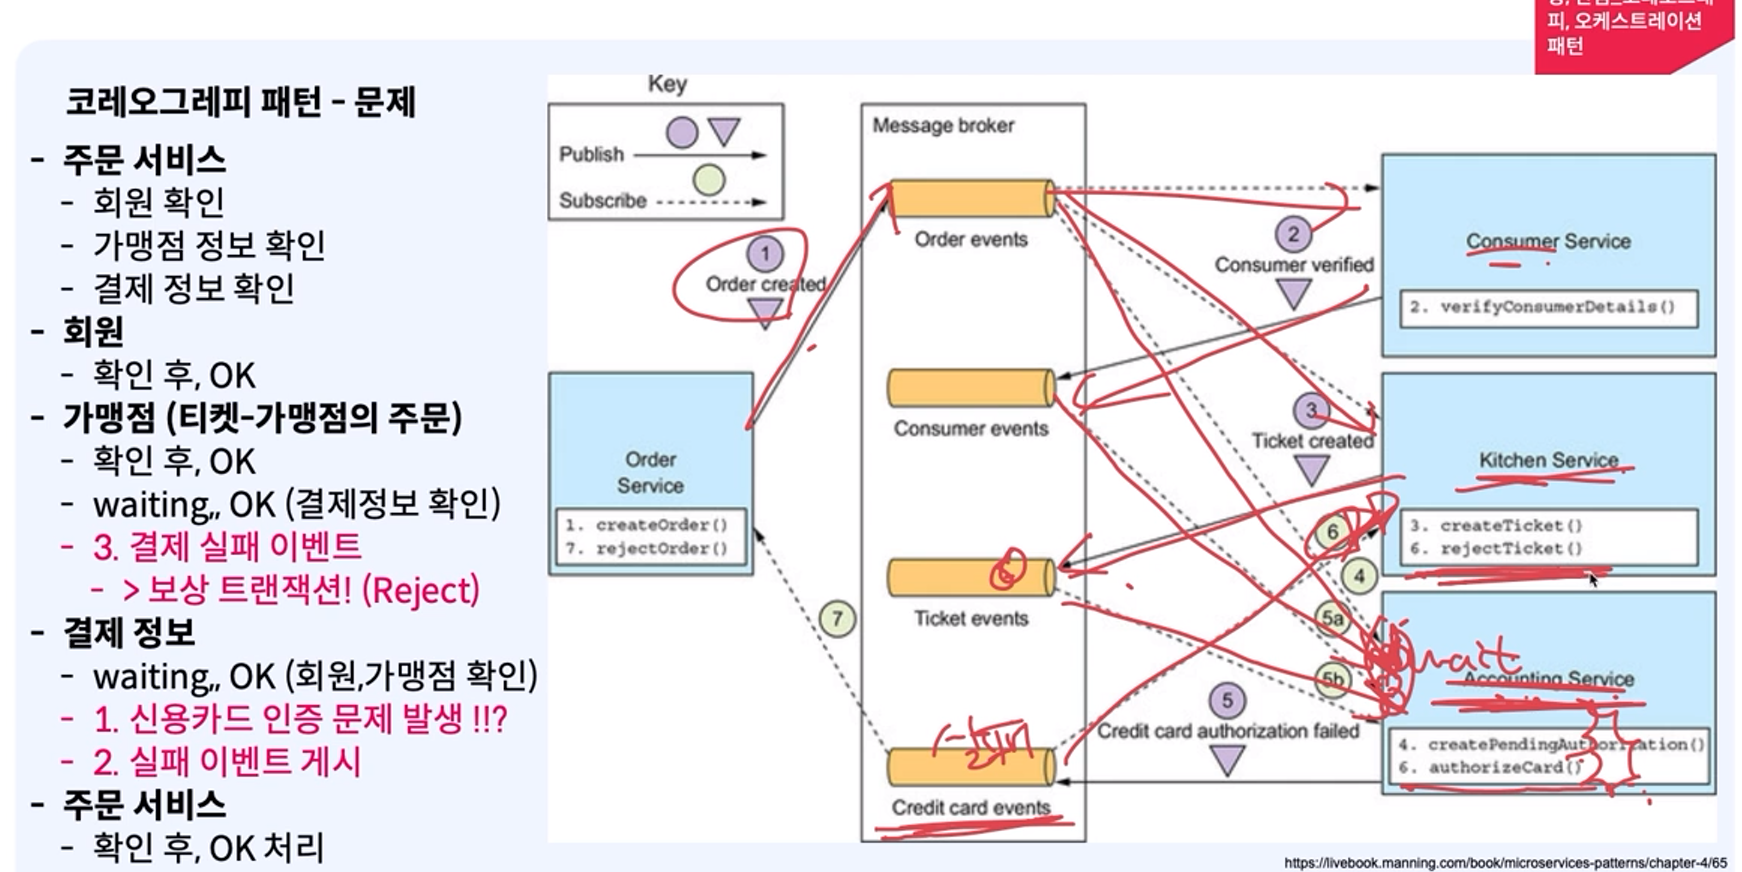 피, 오케스트레이션
패턴
코레오그레피 패턴 - 문제
- 주문 서비스
- 회원 확인
- 가맹점 정보 확인
- 결제 정보 확인
- 회원
- 확인 후, OK
- 가맹점 (티켓-가맹점의 주문)
- 확인 후, OK
- waiting,, OK (결제정보 확인)
- 3. 결제 실패 이벤트
- > 보상 트랜잭션! (Reject)
- 결제 정보
- waiting,, OK (회원,가맹점 확인)
- 1. 신용카드 인증 문제 발생 !!?
- 2. 실패 이벤트 게시
- 주문 서비스
- 확인 후, OK 처리
Key
Publish
Subscribe
1
Order created
Order
Service
1. createOrder()
7. rejectOrder()
7
Message broker
Order events
Consumer events
Ticket events
Credit card events
2
Consumer verified
3
Ticket created
6
4
5a
5b
5
Credit card authorization failed
Consumer Service
2. verifyConsumerDetails()
Kitchen Service
3. createTicket()
6. rejectTicket()
wait
Accounting Service
4. createPendingAuthorization()
6. authorizeCard()
https://livebook.manning.com/book/microservices-patterns/chapter-4/65